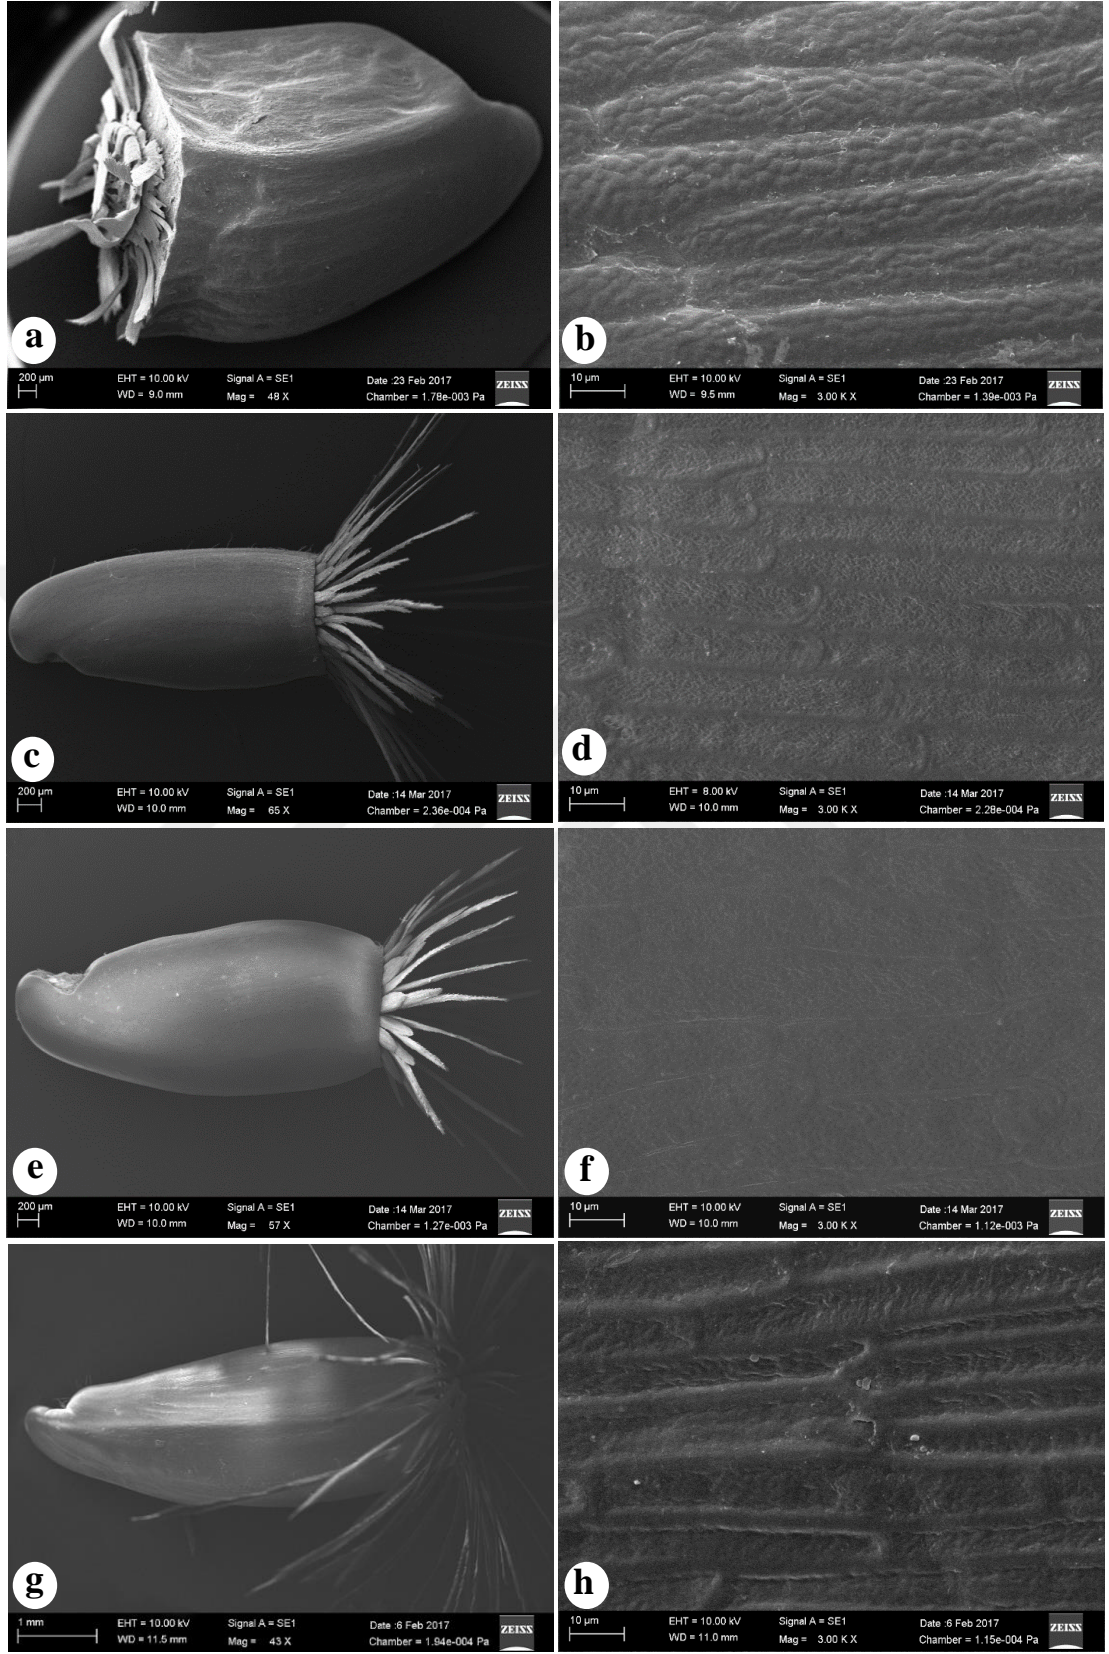 a
200 µm EHT = 10.00 kV Signal A = SE1 Date :23 Feb 2017 ZEISS
WD = 9.0 mm Mag = 48 X Chamber = 1.78e-003 Pa
b
10 µm EHT = 10.00 kV Signal A = SE1 Date :23 Feb 2017 ZEISS
WD = 9.5 mm Mag = 3.00 K X Chamber = 1.39e-003 Pa
c
200 µm EHT = 10.00 kV Signal A = SE1 Date :14 Mar 2017 ZEISS
WD = 10.0 mm Mag = 65 X Chamber = 2.36e-004 Pa
d
10 µm EHT = 8.00 kV Signal A = SE1 Date :14 Mar 2017 ZEISS
WD = 10.0 mm Mag = 3.00 K X Chamber = 2.28e-004 Pa
e
200 µm EHT = 10.00 kV Signal A = SE1 Date :14 Mar 2017 ZEISS
WD = 10.0 mm Mag = 57 X Chamber = 1.27e-003 Pa
f
10 µm EHT = 10.00 kV Signal A = SE1 Date :14 Mar 2017 ZEISS
WD = 10.0 mm Mag = 3.00 K X Chamber = 1.12e-003 Pa
g
1 mm EHT = 10.00 kV Signal A = SE1 Date :6 Feb 2017 ZEISS
WD = 11.5 mm Mag = 43 X Chamber = 1.94e-004 Pa
h
10 µm EHT = 10.00 kV Signal A = SE1 Date :6 Feb 2017 ZEISS
WD = 11.0 mm Mag = 3.00 K X Chamber = 1.15e-004 Pa